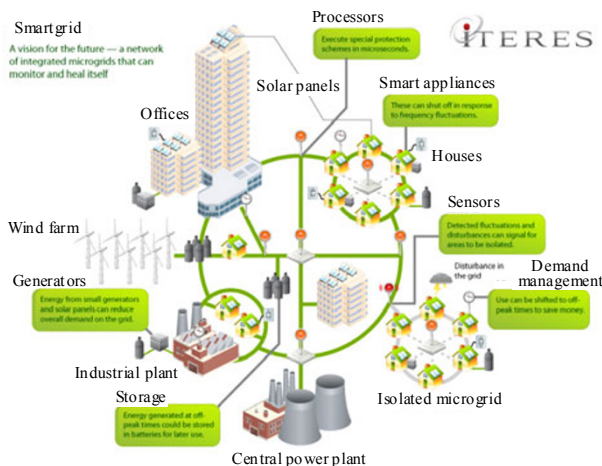 Smartgrid
A vision for the future — a network
of integrated microgrids that can
monitor and heal itself
Processors
Execute special protection
schemes in microseconds.
iTERES
Solar panels
Smart appliances
These can shut off in response
to frequency fluctuations.
Offices
Houses
Sensors
Detected fluctuations and
disturbances can signal for
areas to be isolated.
Wind farm
Disturbance in
the grid
Demand
management
Use can be shifted to off-
peak times to save money.
Generators
Energy from small generators
and solar panels can reduce
overall demand on the grid.
Industrial plant
Storage
Energy generated at off-
peak times could be stored
in batteries for later use.
Isolated microgrid
Central power plant